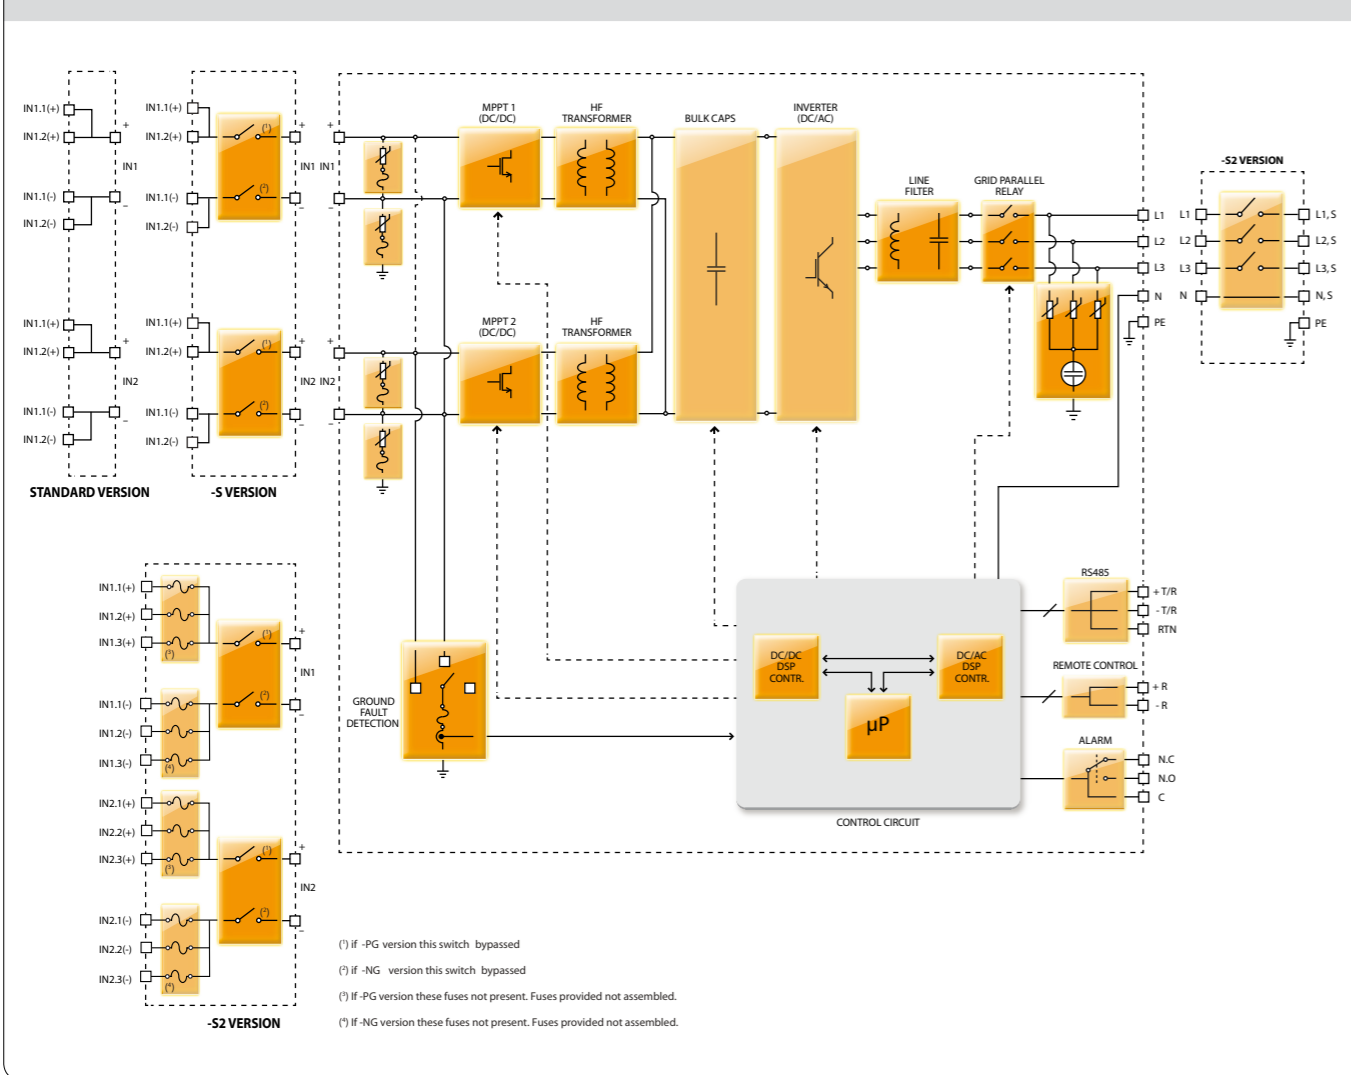 IN1.1(+)
IN1.2(+)
+
IN1
IN1.1(-)
−
IN1.2(-)
IN1.1(+)
IN1.2(+)
+
IN2
IN1.1(-)
−
IN1.2(-)
STANDARD VERSION
IN1.1(+)
(1)
+
IN1.2(+)
IN1
IN1.1(-)
(2)
−
IN1.2(-)
IN1.1(+)
(1)
+
IN1.2(+)
IN2
IN1.1(-)
(2)
−
IN1.2(-)
-S VERSION
+
IN1
−
+
IN2
−
MPPT 1
(DC/DC)
HF
TRANSFORMER
BULK CAPS
INVERTER
(DC/AC)
LINE
FILTER
GRID PARALLEL
RELAY
MPPT 2
(DC/DC)
HF
TRANSFORMER
L1
L2
L3
N
PE
-S2 VERSION
L1
L1, S
L2
L2, S
L3
L3, S
N
N, S
PE
IN1.1(+)
IN1.2(+)
IN1.3(+)
(3)
(1)
+
IN1
IN1.1(-)
(2)
−
IN1.2(-)
IN1.3(-)
(4)
IN2.1(+)
IN2.2(+)
IN2.3(+)
(3)
(1)
+
IN2
IN2.1(-)
(2)
−
IN2.2(-)
IN2.3(-)
(4)
-S2 VERSION
GROUND
FAULT
DETECTION
DC/DC
DSP
CONTR.
DC/AC
DSP
CONTR.
µP
CONTROL CIRCUIT
RS485
+ T/R
- T/R
RTN
REMOTE CONTROL
+ R
- R
ALARM
N.C
N.O
C
(1) if -PG version this switch bypassed
(2) if -NG version this switch bypassed
(3) If -PG version these fuses not present. Fuses provided not assembled.
(4) If -NG version these fuses not present. Fuses provided not assembled.